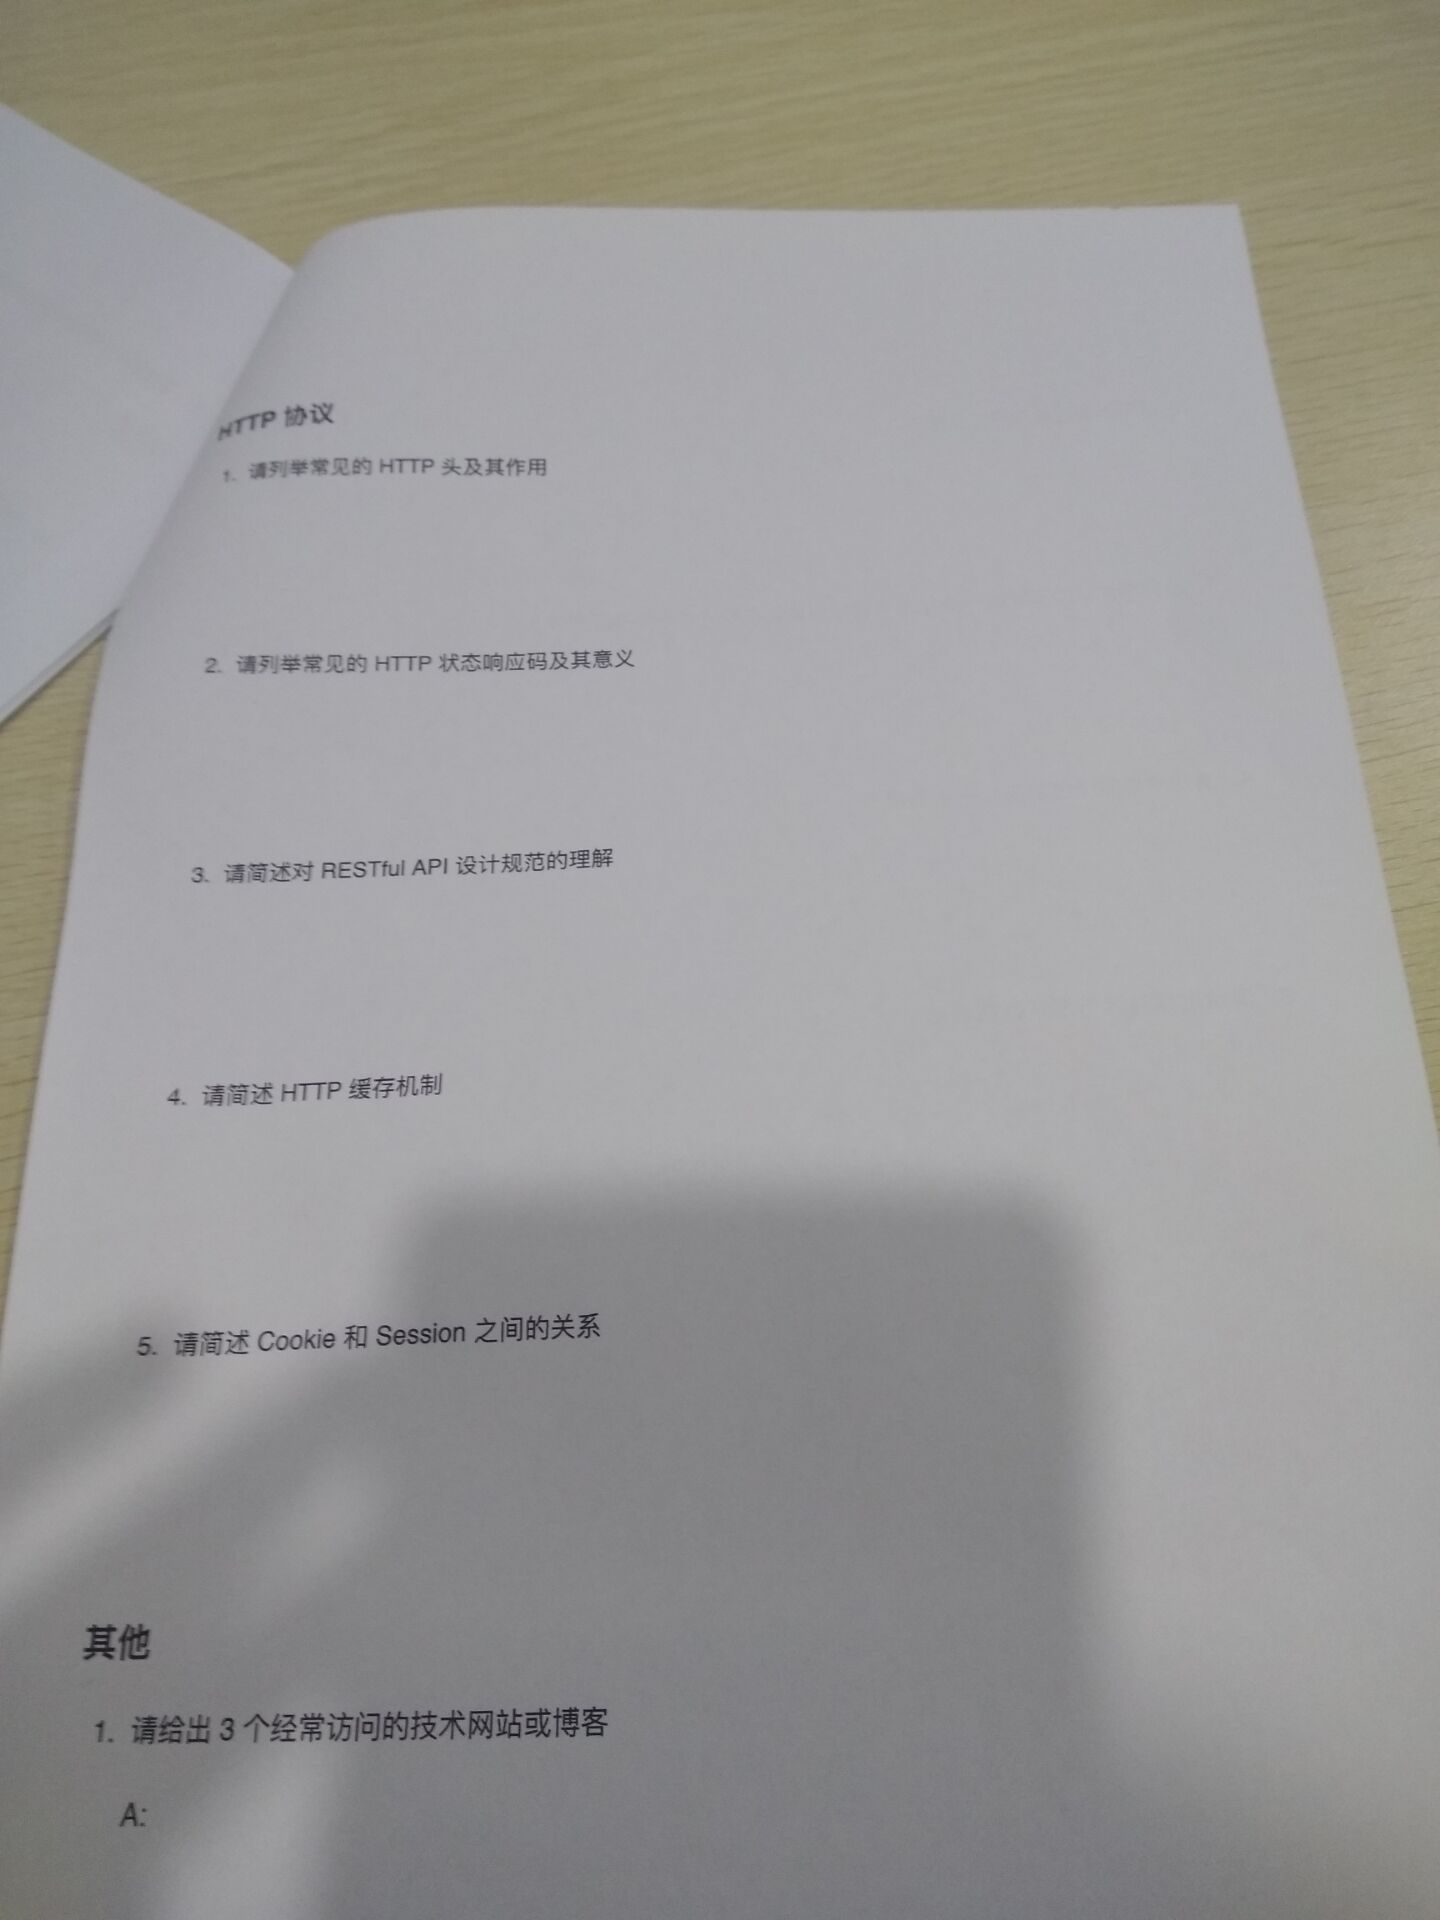 HTTP 协议
1. 请列举常见的 HTTP 头及其作用
2. 请列举常见的 HTTP 状态响应码及其意义
3. 请简述对 RESTful API 设计规范的理解
4. 请简述 HTTP 缓存机制
5. 请简述 Cookie 和 Session 之间的关系
其他
1. 请给出 3 个经常访问的技术网站或博客
A: